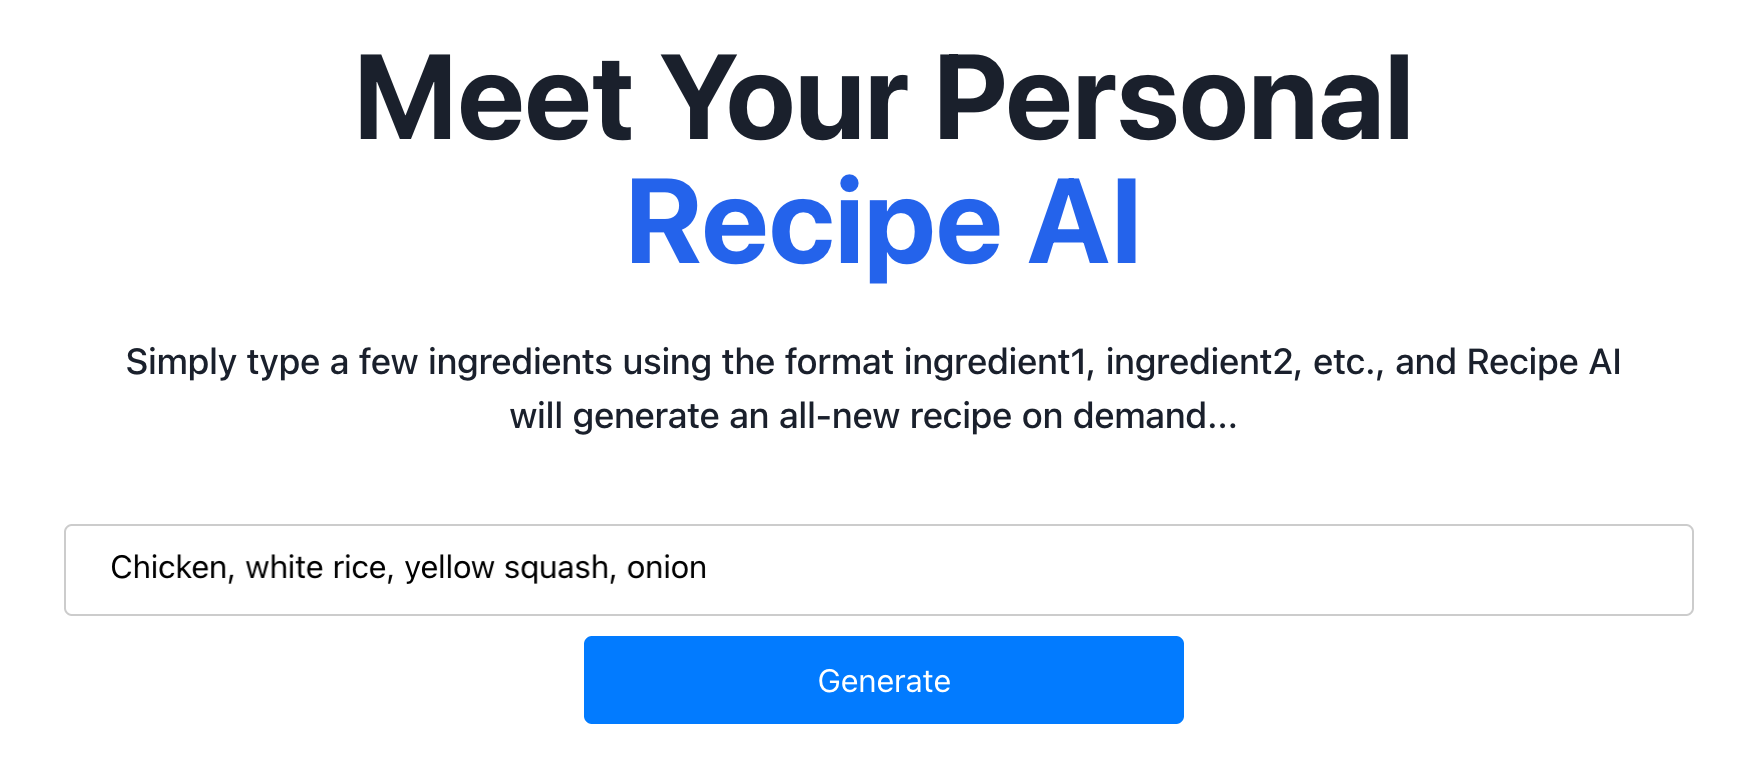 Meet Your Personal
Recipe AI
Simply type a few ingredients using the format ingredient1, ingredient2, etc., and Recipe AI
will generate an all-new recipe on demand...
Chicken, white rice, yellow squash, onion
Generate